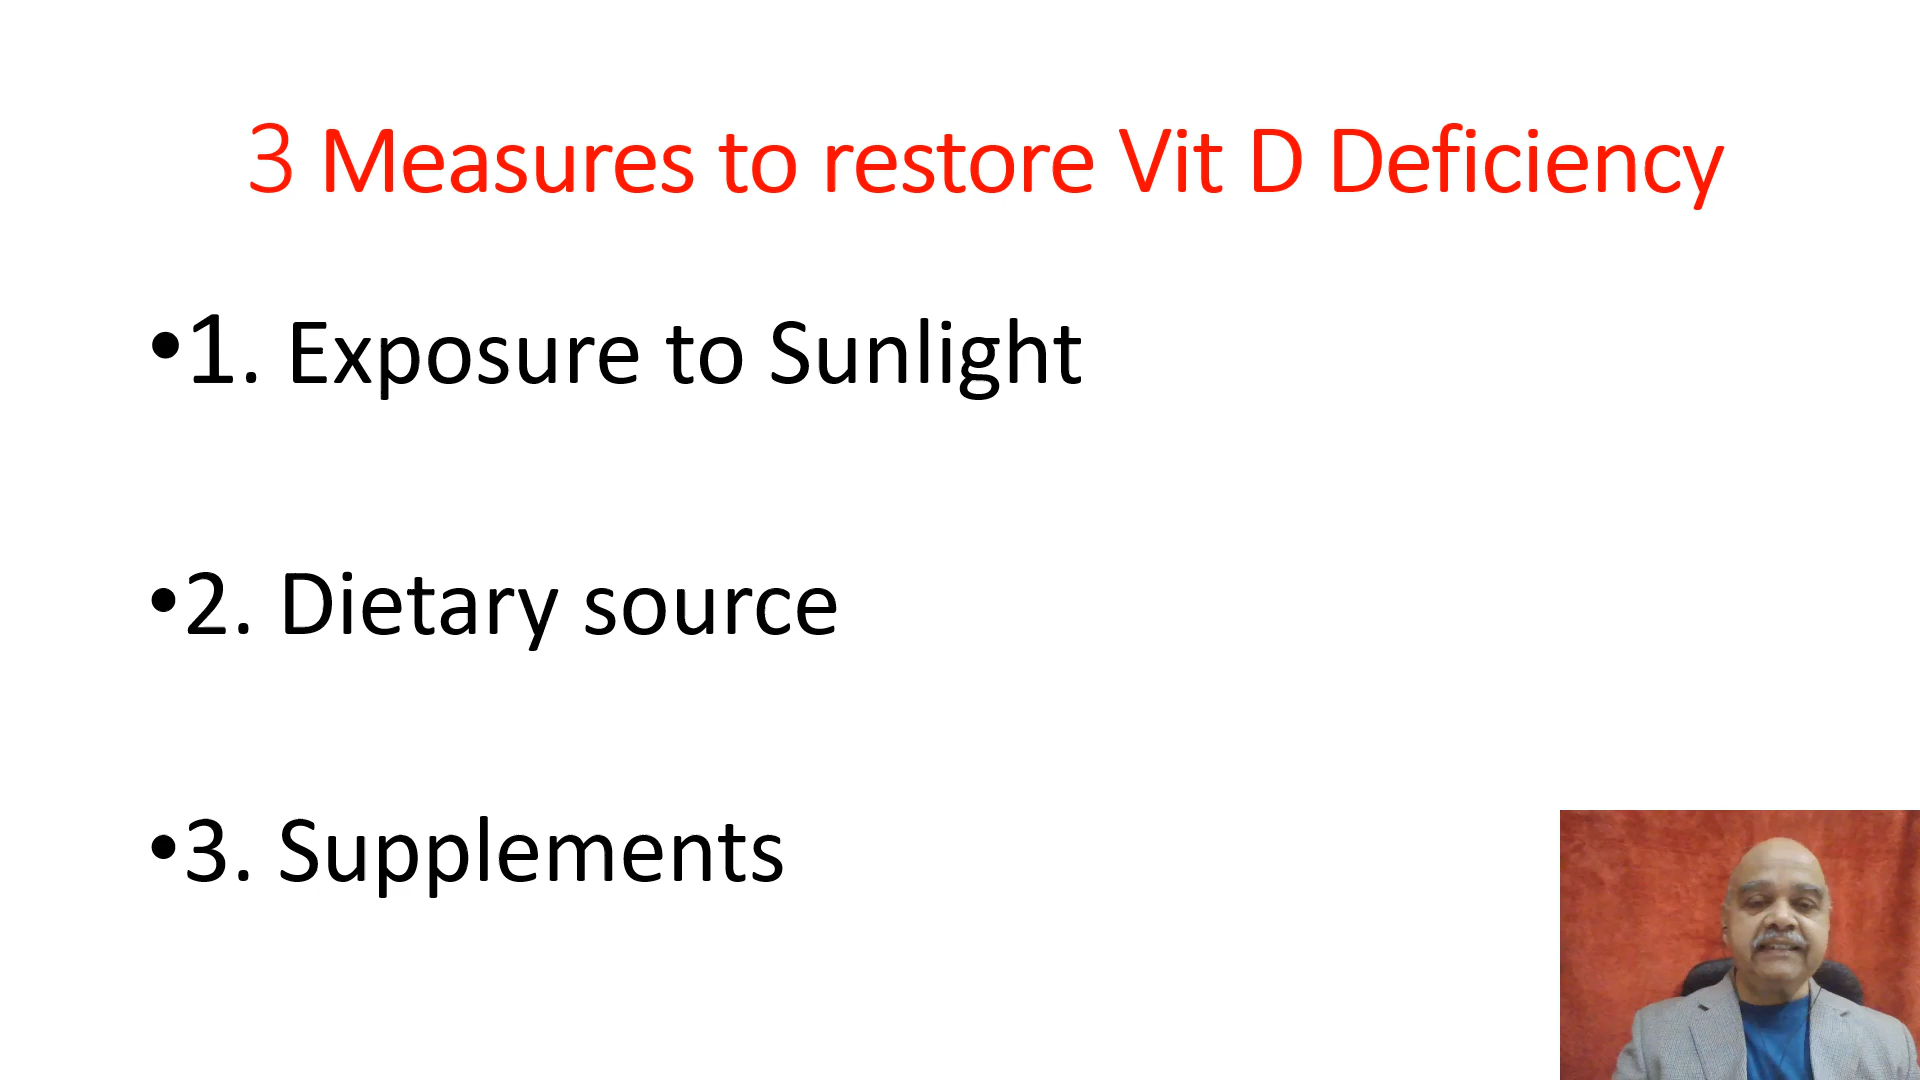 3 Measures to restore Vit D Deficiency
•1. Exposure to Sunlight
•2. Dietary source
•3. Supplements